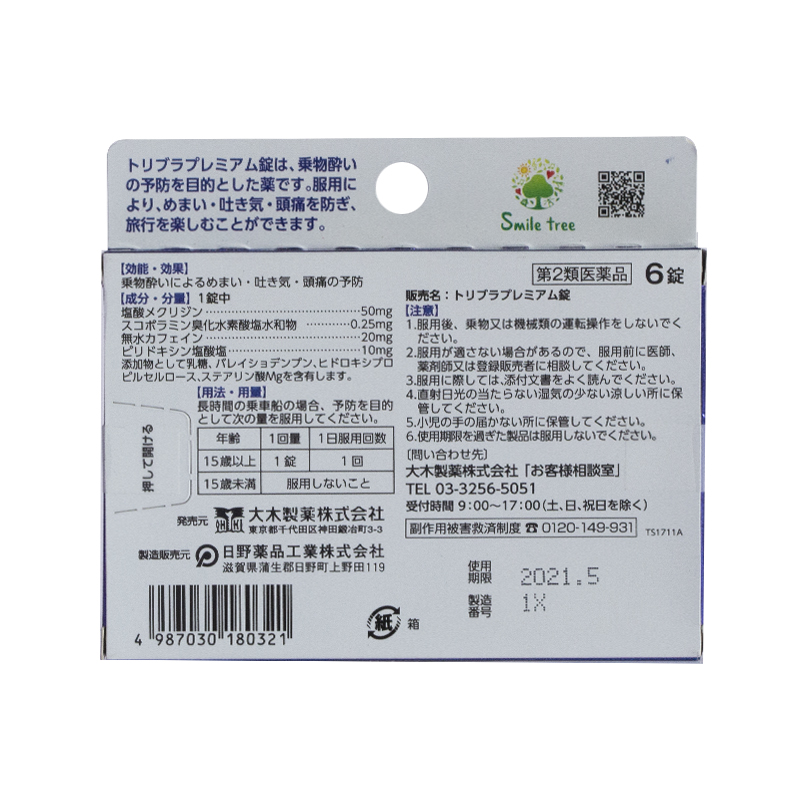 トリブラプレミアム錠は、乗物酔い
の予防を目的とした薬です。服用に
より、めまい・吐き気・頭痛を防ぎ、
旅行を楽しむことができます。
Smile tree
【効能・効果】
乗物酔いによるめまい・吐き気・頭痛の予防
【成分・分量】1錠中
塩酸メクリジン 50mg
スコポラミン臭化水素酸塩水和物 0.25mg
無水カフェイン 20mg
ピリドキシン塩酸塩 10mg
添加物として乳糖、バレイショデンプン、ヒドロキシプロ
ピルセルロース、ステアリン酸Mgを含有します。
【用法・用量】
長時間の乗車船の場合、予防を目的
として次の量を服用してください。
年齢 1回量 1日服用回数
15歳以上 1錠 1回
15歳未満 服用しないこと
押して開ける
発売元 大木製薬株式会社
OHKI
東京都千代田区神田鍛冶町3-3
製造販売元 日野薬品工業株式会社
滋賀県蒲生郡日野町上野田119
4 987030 180321
第2類医薬品 6錠
販売名：トリブラプレミアム錠
【注意】
1.服用後、乗物又は機械類の運転操作をしないでく
ださい。
2.服用が適さない場合があるので、服用前に医師、
薬剤師又は登録販売者に相談してください。
3.服用に際しては、添付文書をよく読んでください。
4.直射日光の当たらない湿気の少ない涼しい所に保
管してください。
5.小児の手の届かない所に保管してください。
6.使用期限を過ぎた製品は服用しないでください。
[問い合わせ先]
大木製薬株式会社「お客様相談室」
TEL 03-3256-5051
受付時間 9：00～17：00（土、日、祝日を除く）
副作用被害救済制度 ☎0120-149-931
TS1711A
使用
期限 2021.5
製造
番号 1X
紙 箱